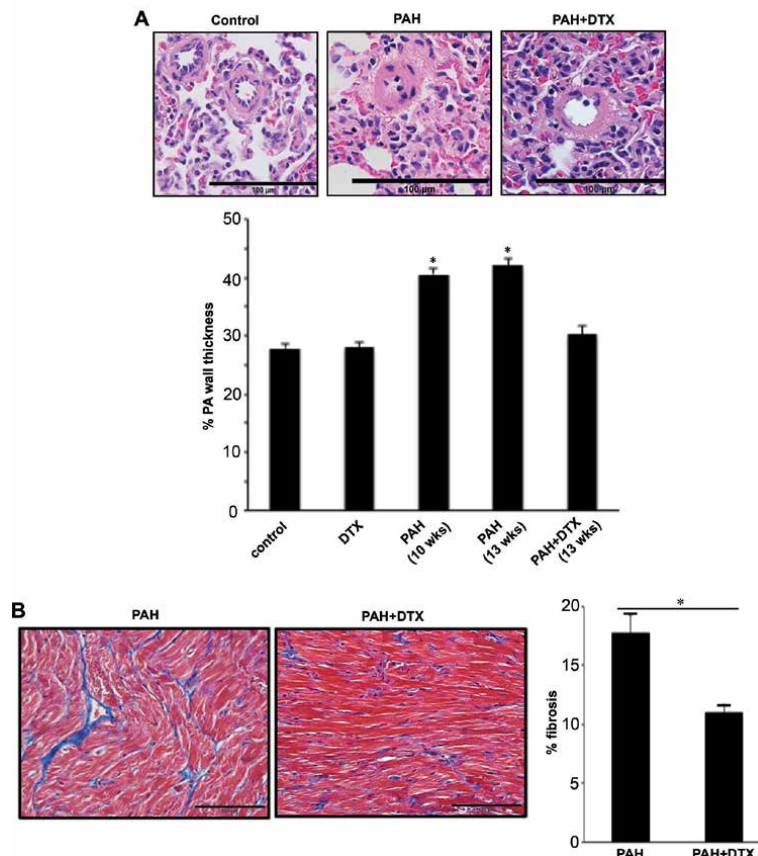 A
Control
PAH
PAH+DTX
100 µm
100 µm
100 µm
% PA wall thickness
50
40
30
20
10
0
*
*
control
DTX
PAH
(10 wks)
PAH
(13 wks)
PAH+DTX
(13 wks)
B
PAH
PAH+DTX
% fibrosis
20
15
10
5
0
*
PAH
PAH+DTX